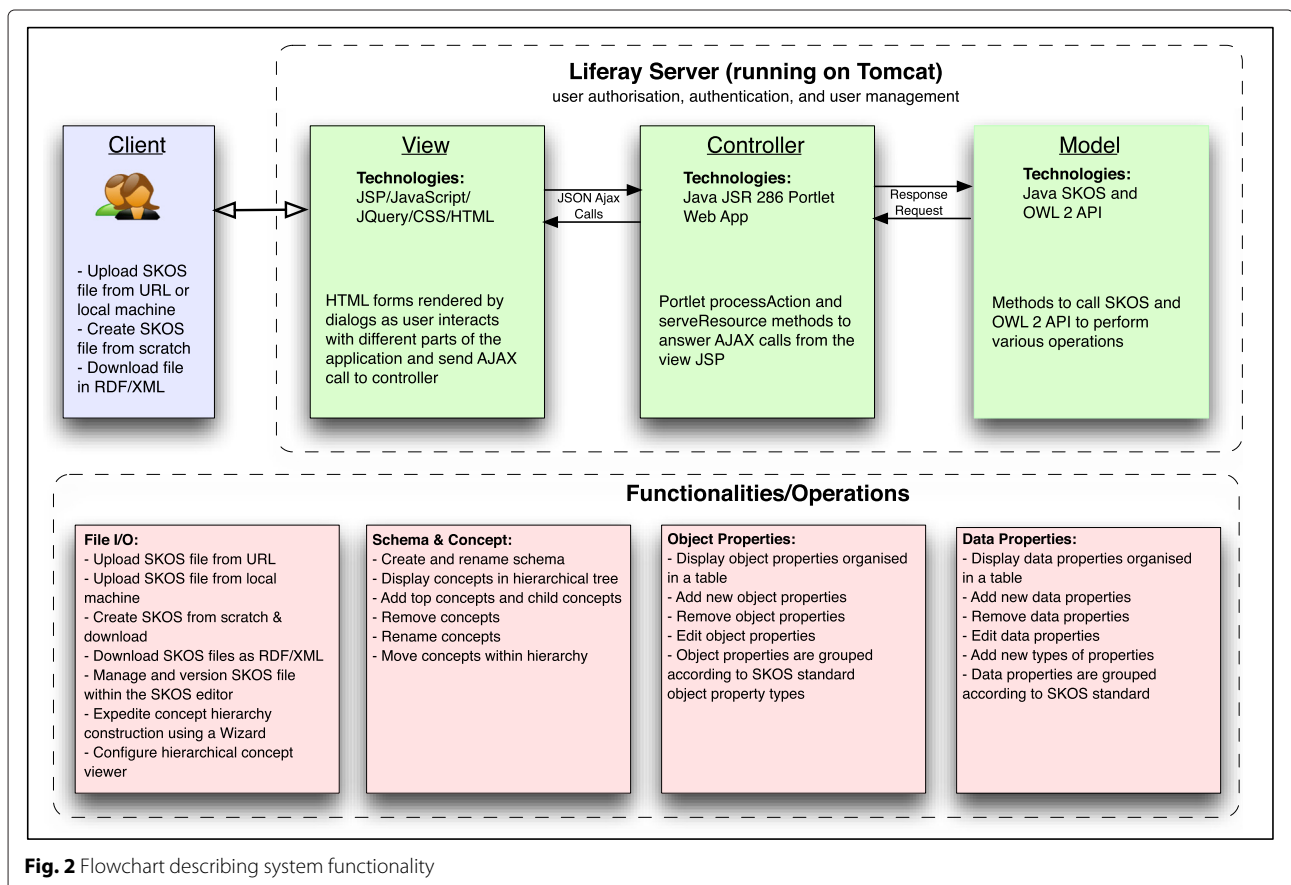 Liferay Server (running on Tomcat)
user authorisation, authentication, and user management
Client
- Upload SKOS
file from URL or
local machine
- Create SKOS
file from scratch
- Download file
in RDF/XML
View
Technologies:
JSP/JavaScript/
JQuery/CSS/HTML
HTML forms rendered by
dialogs as user interacts
with different parts of the
application and send AJAX
call to controller
JSON Ajax
Calls
Controller
Technologies:
Java JSR 286 Portlet
Web App
Portlet processAction and
serveResource methods to
answer AJAX calls from the
view JSP
Response
Request
Model
Technologies:
Java SKOS and
OWL 2 API
Methods to call SKOS and
OWL 2 API to perform
various operations
Functionalities/Operations
File I/O:
- Upload SKOS file from URL
- Upload SKOS file from local
machine
- Create SKOS from scratch &
download
- Download SKOS files as RDF/XML
- Manage and version SKOS file
within the SKOS editor
- Expedite concept hierarchy
construction using a Wizard
- Configure hierarchical concept
viewer
Schema & Concept:
- Create and rename schema
- Display concepts in hierarchical tree
- Add top concepts and child concepts
- Remove concepts
- Rename concepts
- Move concepts within hierarchy
Object Properties:
- Display object properties organised
in a table
- Add new object properties
- Remove object properties
- Edit object properties
- Object properties are grouped
according to SKOS standard
object property types
Data Properties:
- Display data properties organised
in a table
- Add new data properties
- Remove data properties
- Edit data properties
- Add new types of properties
- Data properties are grouped
according to SKOS standard
Fig. 2 Flowchart describing system functionality